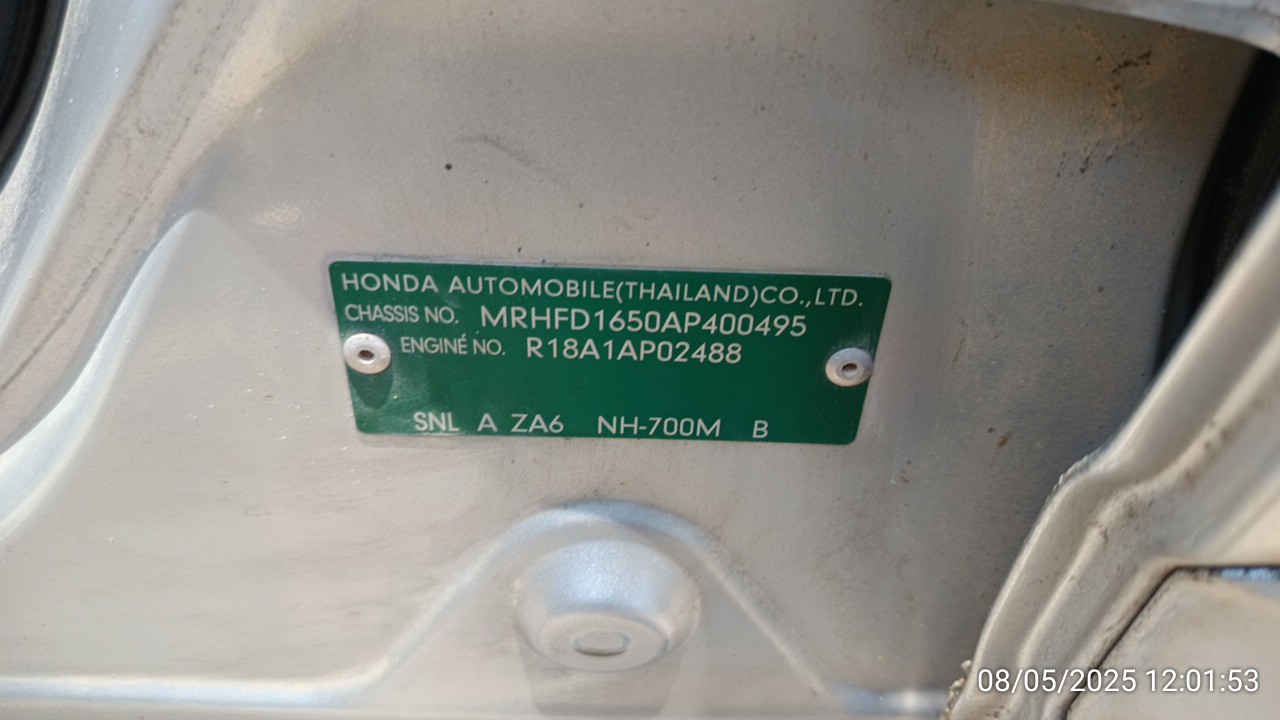 HONDA AUTOMOBILE(THAILAND)CO.,LTD.
CHASSIS NO. MRHFD1650AP400495
ENGINE NO. R18A1AP02488
SNL A ZA6 NH-700M B
08/05/2025 12:01:53